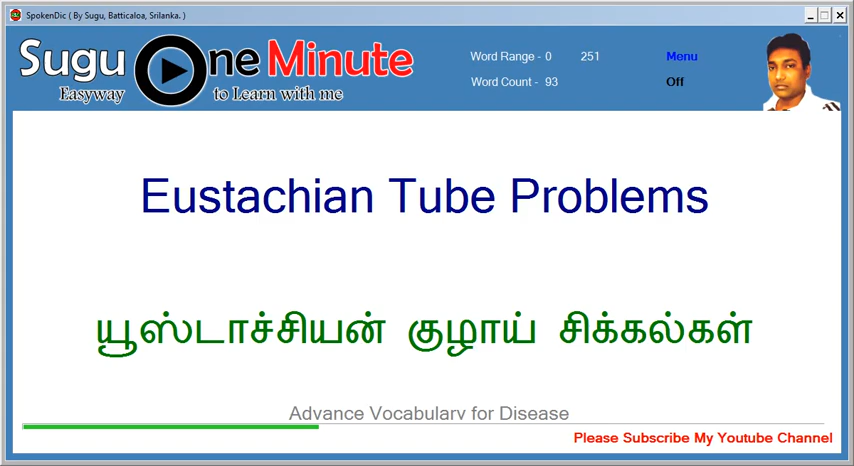 SpokenDic ( By Sugu, Batticaloa, Srilanka. )
Sugu One Minute
Easyway to Learn with me
Word Range - 0 251
Menu
Word Count - 93
Off
Eustachian Tube Problems
யூஸ்டாச்சியன் குழாய் சிக்கல்கள்
Advance Vocabulary for Disease
Please Subscribe My Youtube Channel